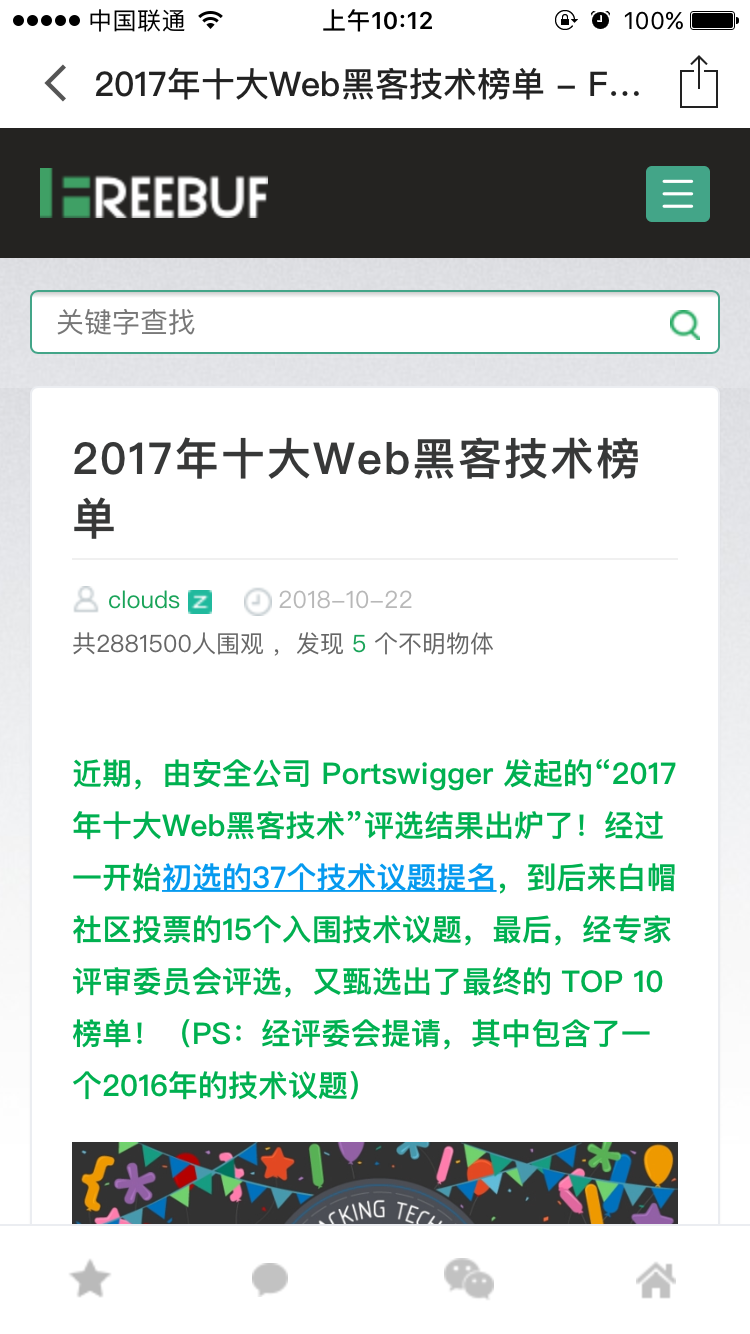 中国联通 上午10:12 100%
2017年十大Web黑客技术榜单 – F...
FREEBUF
关键字查找
2017年十大Web黑客技术榜
单
clouds Z 2018-10-22
共2881500人围观 ，发现 5 个不明物体
近期，由安全公司 Portswigger 发起的“2017
年十大Web黑客技术”评选结果出炉了！经过
一开始初选的37个技术议题提名，到后来白帽
社区投票的15个入围技术议题，最后，经专家
评审委员会评选，又甄选出了最终的 TOP 10
榜单！（PS：经评委会提请，其中包含了一
个2016年的技术议题）
ACKING TECH